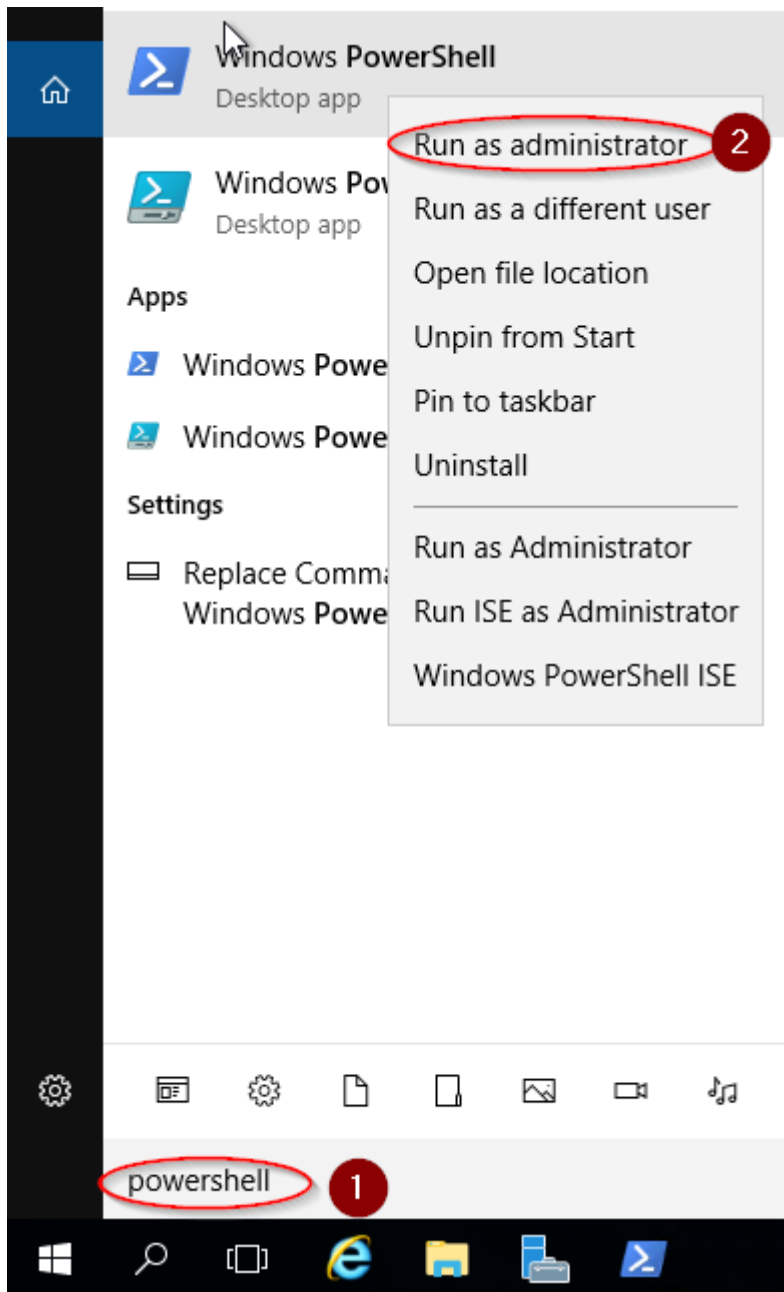 Windows PowerShell
Desktop app
Run as administrator
2
Windows Pow
Desktop app
Run as a different user
Open file location
Apps
Unpin from Start
Windows Powe
Pin to taskbar
Windows Powe
Uninstall
Settings
Run as Administrator
Replace Comma
Windows Powe
Run ISE as Administrator
Windows PowerShell ISE
powershell
1